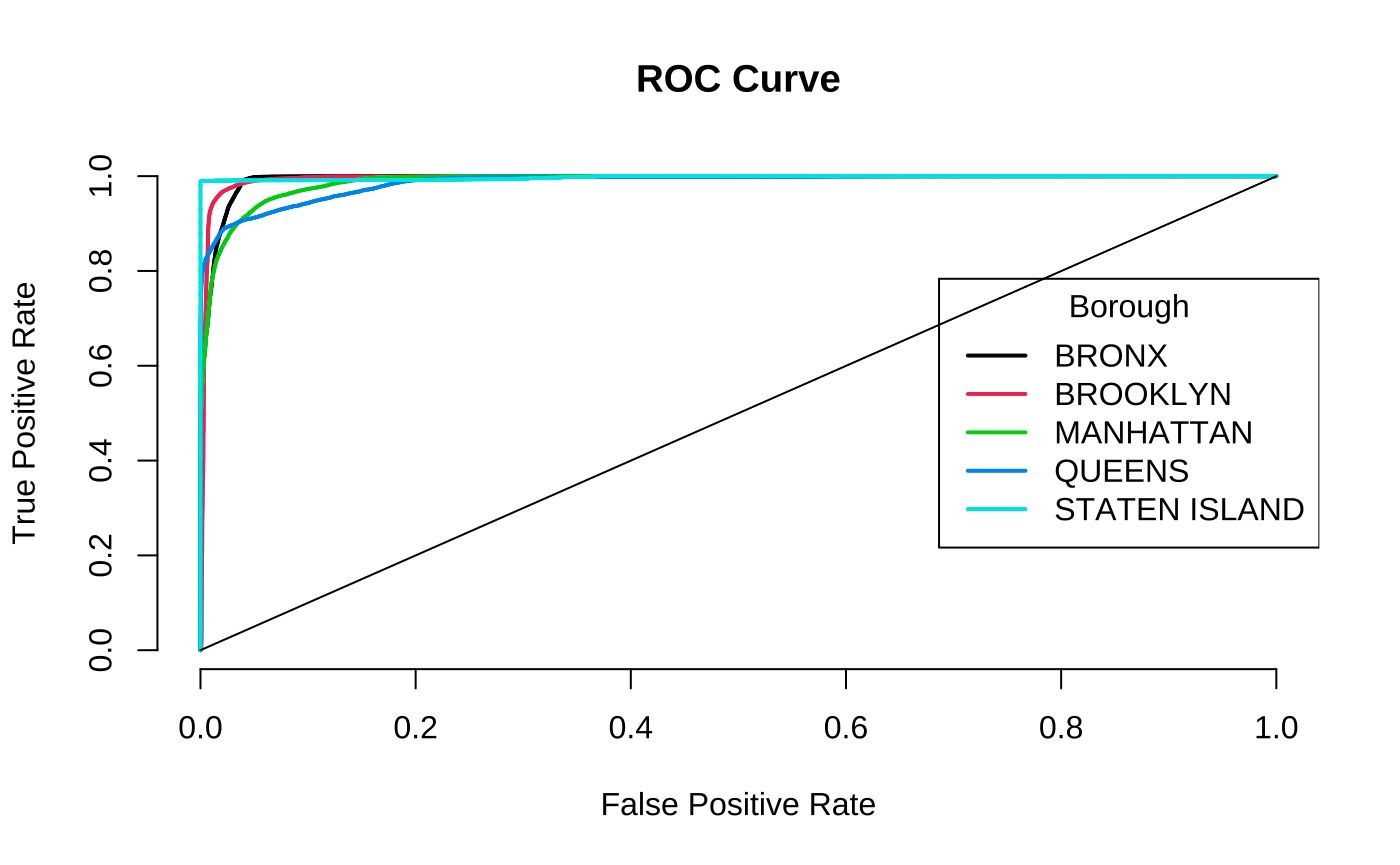 ROC Curve
True Positive Rate
1.0
0.8
0.6
0.4
0.2
0.0
Borough
BRONX
BROOKLYN
MANHATTAN
QUEENS
STATEN ISLAND
0.0 0.2 0.4 0.6 0.8 1.0
False Positive Rate